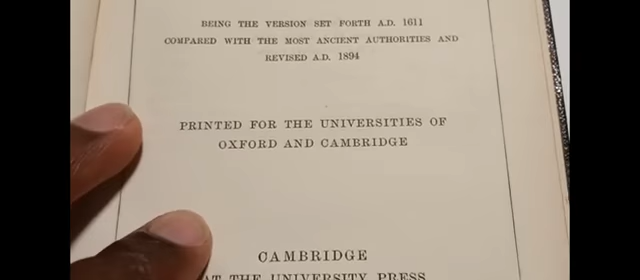 BEING THE VERSION SET FORTH A.D. 1611
COMPARED WITH THE MOST ANCIENT AUTHORITIES AND
REVISED A.D. 1894
PRINTED FOR THE UNIVERSITIES OF
OXFORD AND CAMBRIDGE
CAMBRIDGE
AT THE UNIVERSITY PRESS